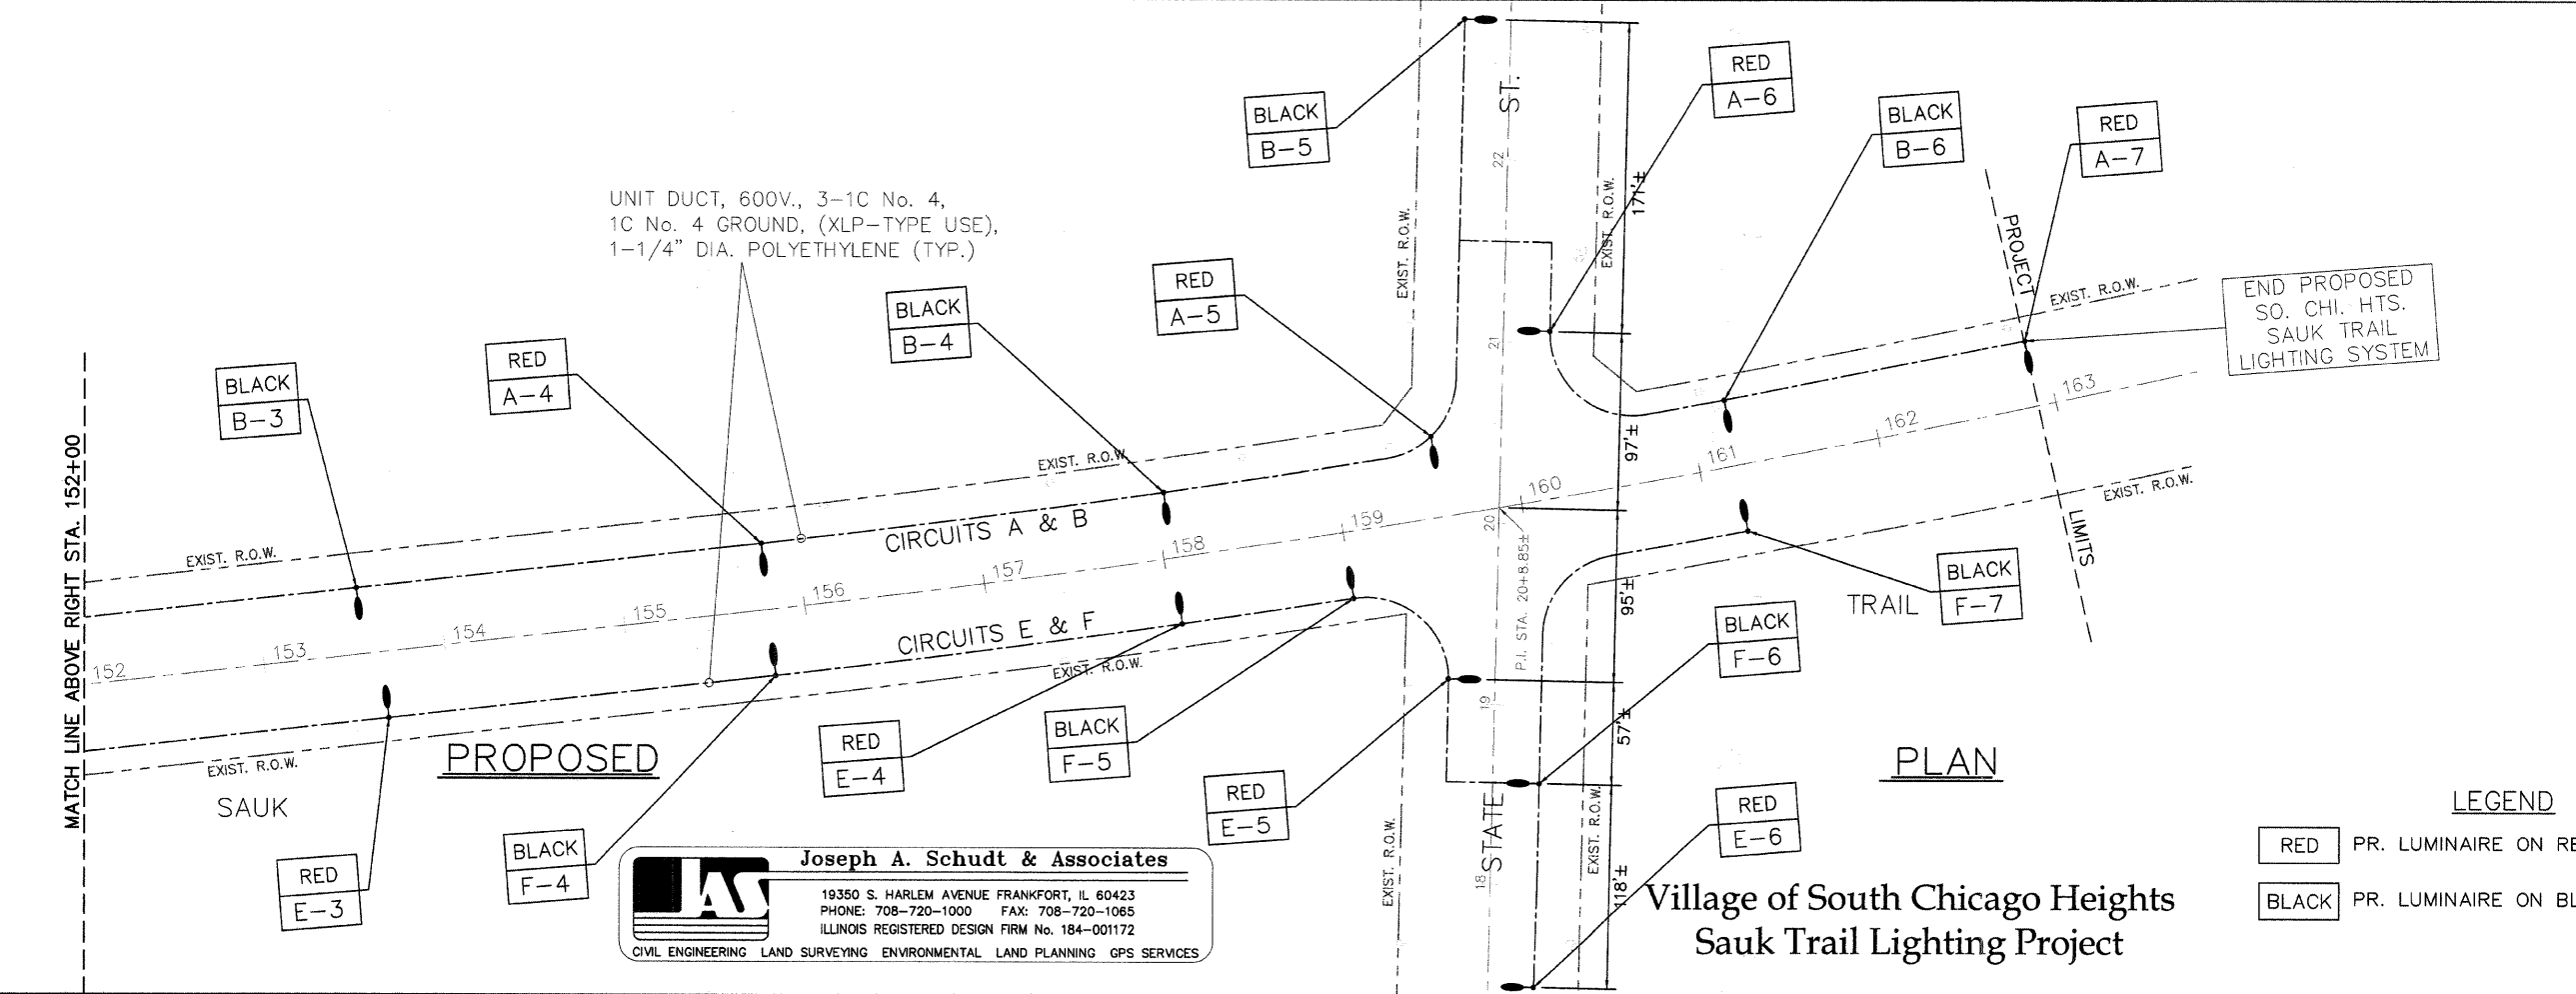 BLACK
B-5
RED
A-6
BLACK
B-6
RED
A-7
ST.
22
EXIST. R.O.W.
EXIST. R.O.W.
171'±
UNIT DUCT, 600V., 3-1C No. 4,
1C No. 4 GROUND, (XLP-TYPE USE),
1-1/4" DIA. POLYETHYLENE (TYP.)
PROJECT
LIMITS
EXIST. R.O.W.
END PROPOSED
SO. CHI. HTS.
SAUK TRAIL
LIGHTING SYSTEM
BLACK
B-3
RED
A-4
BLACK
B-4
RED
A-5
21
97'±
163
162
161
160
159
158
157
156
155
154
153
152
MATCH LINE ABOVE RIGHT STA. 152+00
EXIST. R.O.W.
EXIST. R.O.W.
CIRCUITS A & B
EXIST. R.O.W.
20
P.I. STA. 20+8.85±
95'±
TRAIL
BLACK
F-7
CIRCUITS E & F
EXIST. R.O.W.
BLACK
F-6
19
57'±
EXIST. R.O.W.
SAUK
PROPOSED
PLAN
RED
E-3
BLACK
F-4
RED
E-4
BLACK
F-5
RED
E-5
RED
E-6
STATE
18
EXIST. R.O.W.
EXIST. R.O.W.
118'±
Joseph A. Schudt & Associates
JAS
19350 S. HARLEM AVENUE FRANKFORT, IL 60423
PHONE: 708-720-1000 FAX: 708-720-1065
ILLINOIS REGISTERED DESIGN FIRM No. 184-001172
CIVIL ENGINEERING LAND SURVEYING ENVIRONMENTAL LAND PLANNING GPS SERVICES
Village of South Chicago Heights
Sauk Trail Lighting Project
LEGEND
RED PR. LUMINAIRE ON RE
BLACK PR. LUMINAIRE ON BL